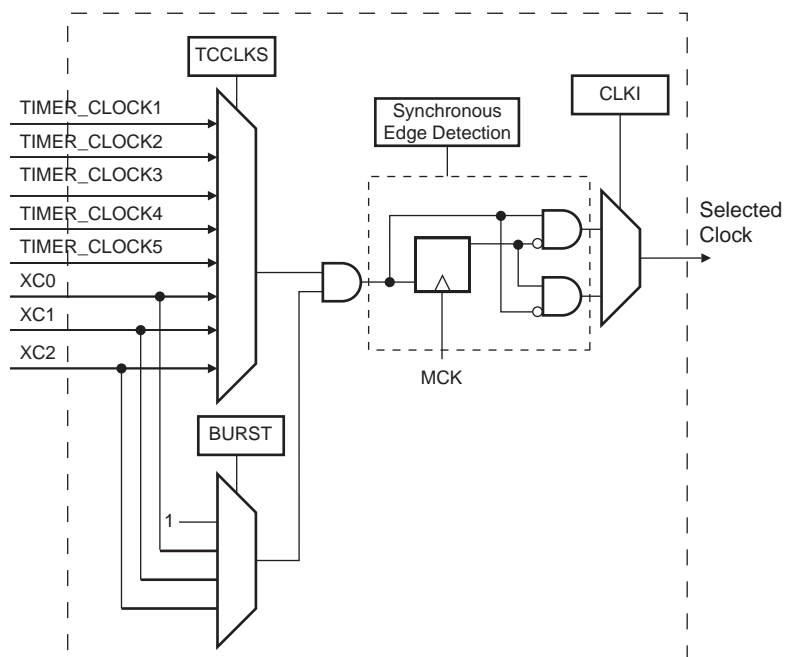 TCCLKS
CLKI
TIMER_CLOCK1
Synchronous
Edge Detection
TIMER_CLOCK2
TIMER_CLOCK3
TIMER_CLOCK4
Selected
Clock
TIMER_CLOCK5
XC0
XC1
XC2
MCK
BURST
1